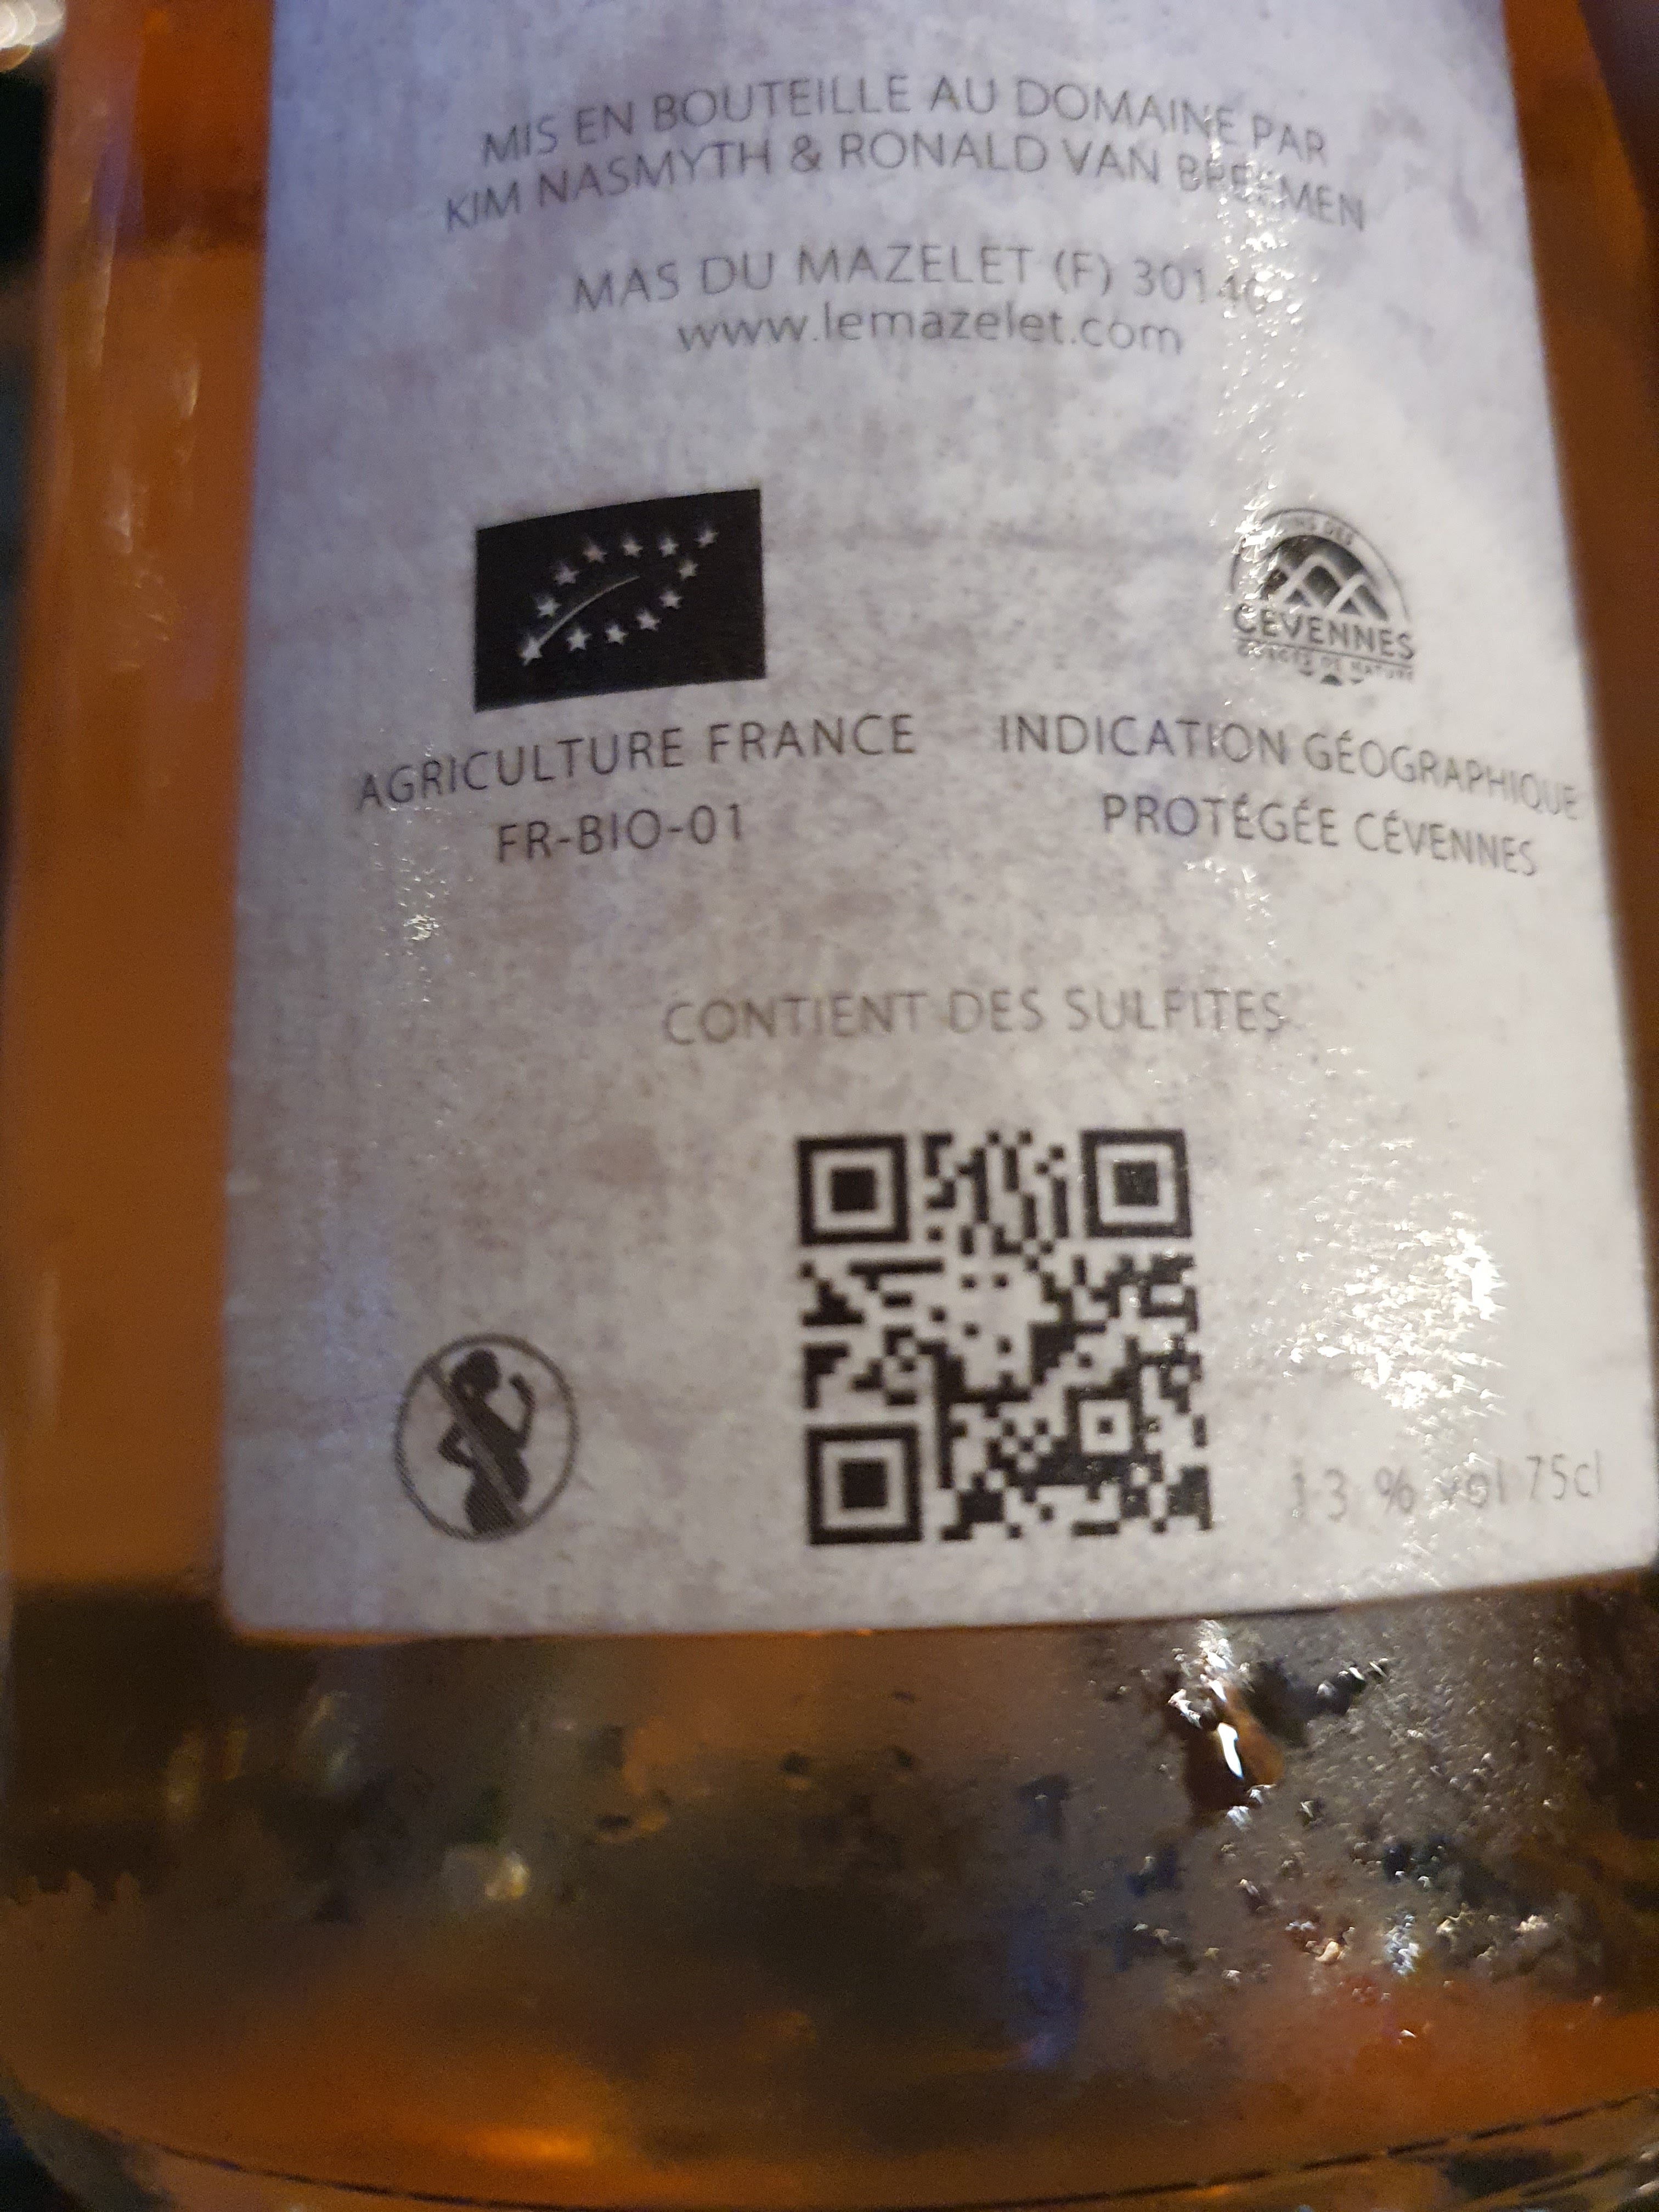 MIS EN BOUTEILLE AU DOMAINE PAR
KIM NASMYTH & RONALD VAN
MAS DU MAZELET (F) 30140
www.lemazelet.com
CÉVENNES
AGRICULTURE FRANCE
FR-BIO-01
INDICATION GÉOGRAPHIQUE
PROTÉGÉE CÉVENNES
CONTIENT DES SULFITES
13 % vol 75cl